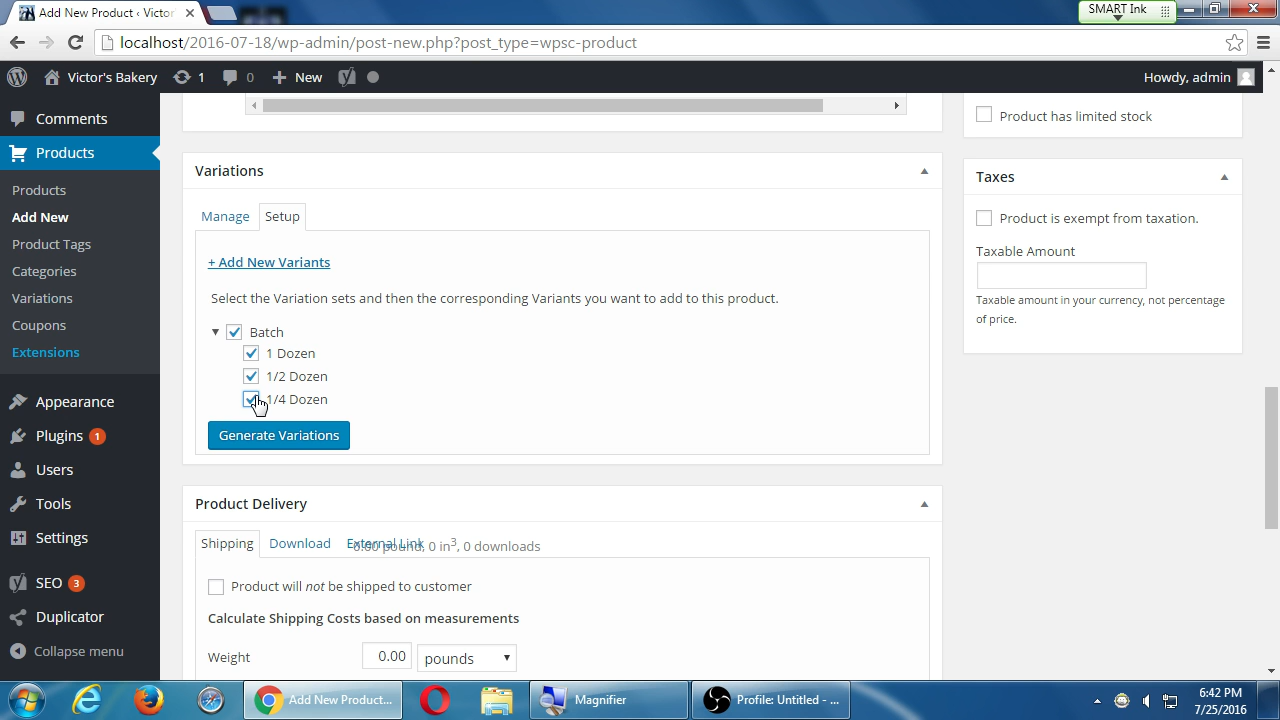 Add New Product ‹ Victor
SMART Ink
localhost/2016-07-18/wp-admin/post-new.php?post_type=wpsc-product
Victor's Bakery
1
0
New
Howdy, admin
Comments
Products
Products
Add New
Product Tags
Categories
Variations
Coupons
Extensions
Appearance
Plugins 1
Users
Tools
Settings
SEO 3
Duplicator
Collapse menu
Variations
Manage
Setup
+ Add New Variants
Select the Variation sets and then the corresponding Variants you want to add to this product.
Batch
1 Dozen
1/2 Dozen
1/4 Dozen
Generate Variations
Product Delivery
Shipping
Download
External Link
0.00 pound, 0 in3, 0 downloads
Product will not be shipped to customer
Calculate Shipping Costs based on measurements
Weight
0.00
pounds
Product has limited stock
Taxes
Product is exempt from taxation.
Taxable Amount
Taxable amount in your currency, not percentage
of price.
Add New Product...
Magnifier
Profile: Untitled - ...
6:42 PM
7/25/2016